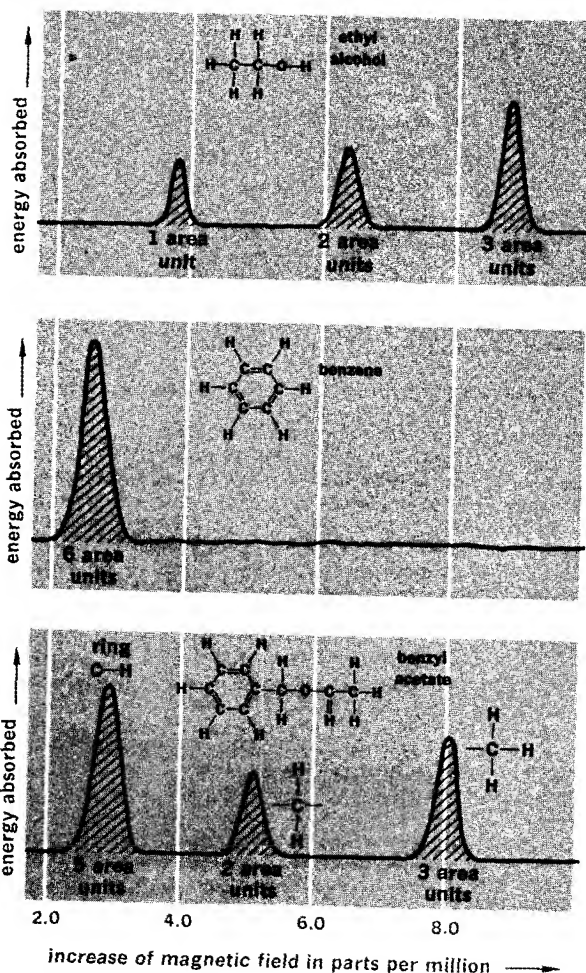 energy absorbed
H H
H–C–C–O–H
H H
ethyl
alcohol
1 area
unit
2 area
units
3 area
units
energy absorbed
H H
C C
H–C C–H
C C
H H
benzene
6 area
units
energy absorbed
ring
C–H
benzyl
acetate
H
–C–
H
H
–C–H
H
5 area
units
2 area
units
3 area
units
2.0 4.0 6.0 8.0
increase of magnetic field in parts per million